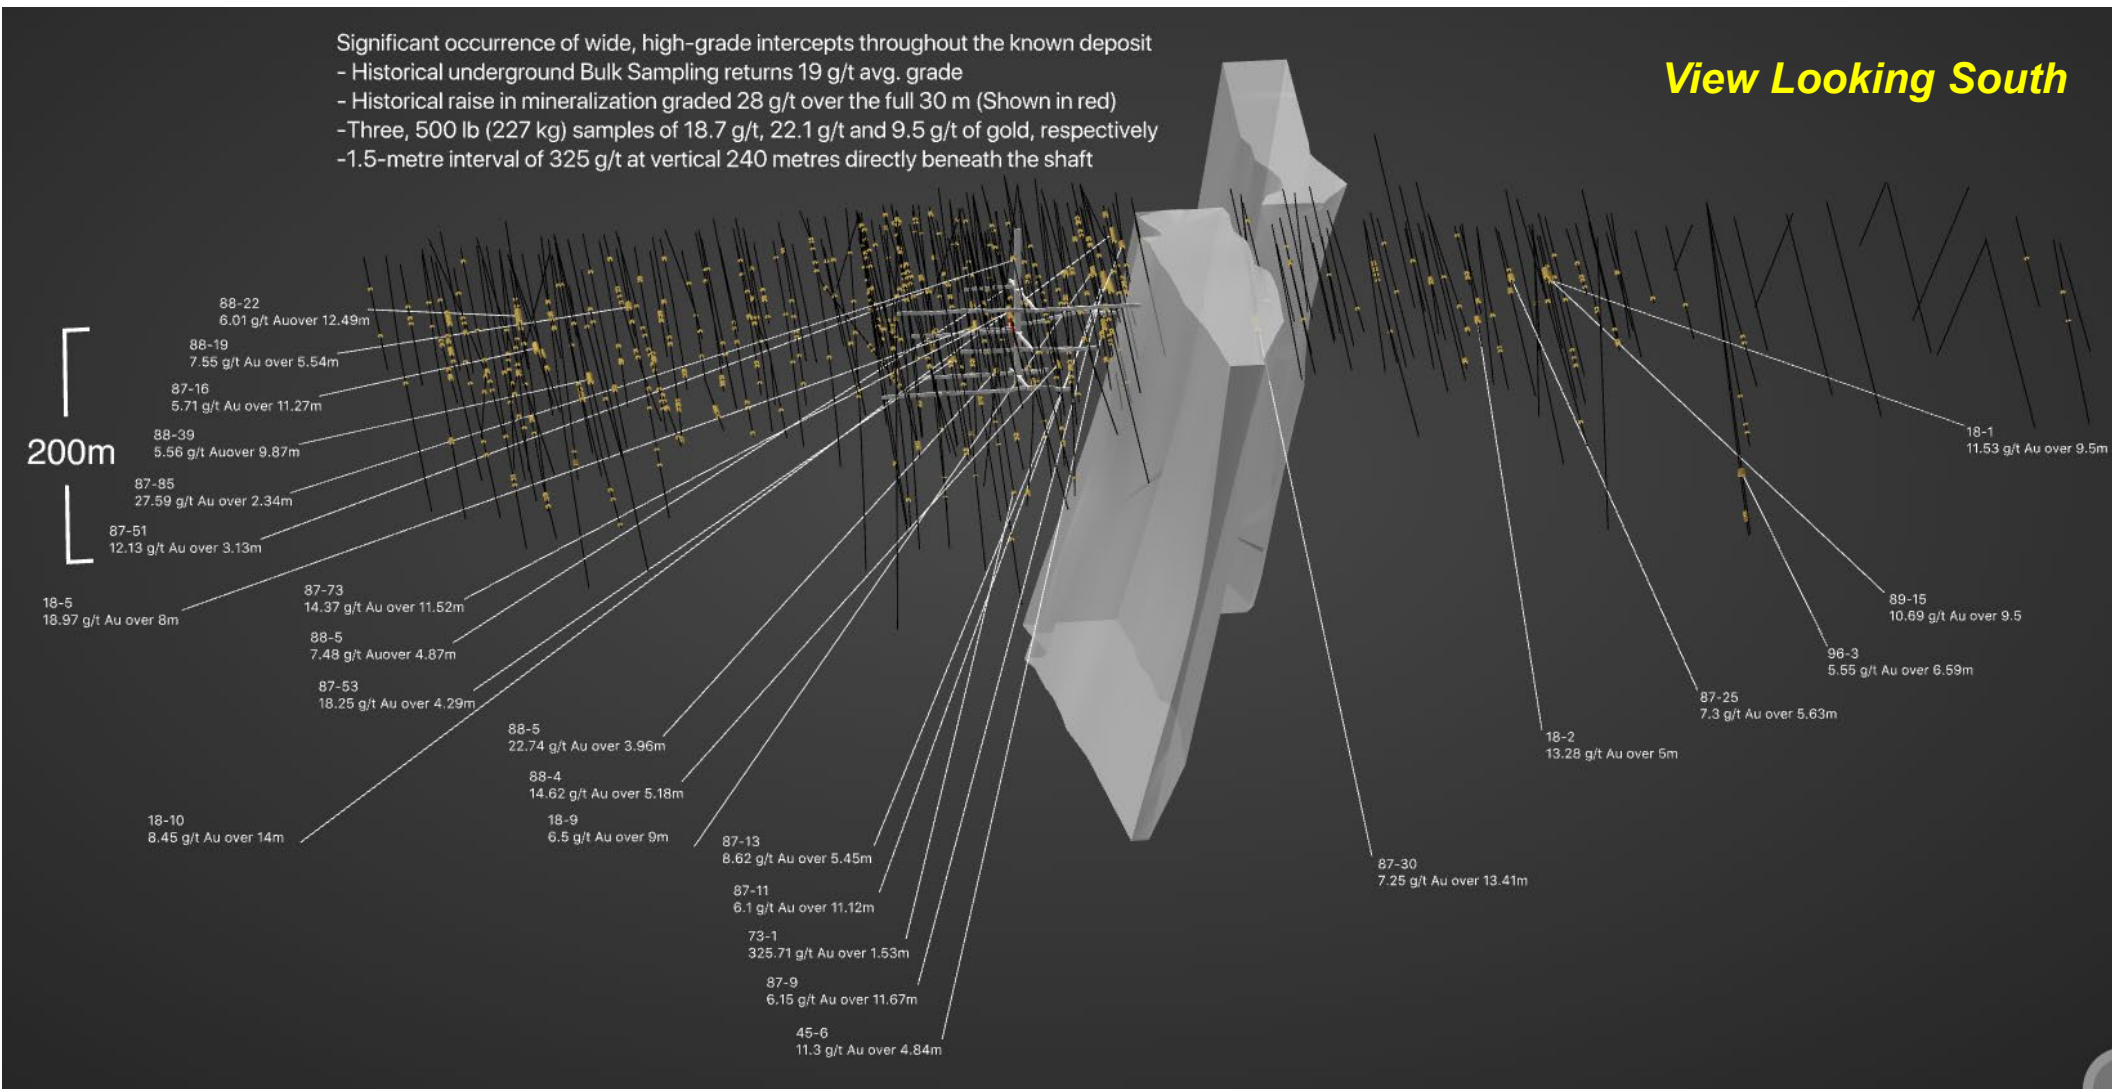 Significant occurrence of wide, high-grade intercepts throughout the known deposit
- Historical underground Bulk Sampling returns 19 g/t avg. grade
- Historical raise in mineralization graded 28 g/t over the full 30 m (Shown in red)
-Three, 500 lb (227 kg) samples of 18.7 g/t, 22.1 g/t and 9.5 g/t of gold, respectively
-1.5-metre interval of 325 g/t at vertical 240 metres directly beneath the shaft
View Looking South
200m
88-22
6.01 g/t Auover 12.49m
88-19
7.55 g/t Au over 5.54m
87-16
5.71 g/t Au over 11.27m
88-39
5.56 g/t Auover 9.87m
87-85
27.59 g/t Au over 2.34m
87-51
12.13 g/t Au over 3.13m
18-5
18.97 g/t Au over 8m
87-73
14.37 g/t Au over 11.52m
88-5
7.48 g/t Auover 4.87m
87-53
18.25 g/t Au over 4.29m
18-10
8.45 g/t Au over 14m
88-5
22.74 g/t Au over 3.96m
88-4
14.62 g/t Au over 5.18m
18-9
6.5 g/t Au over 9m
87-13
8.62 g/t Au over 5.45m
87-11
6.1 g/t Au over 11.12m
73-1
325.71 g/t Au over 1.53m
87-9
6.15 g/t Au over 11.67m
45-6
11.3 g/t Au over 4.84m
87-30
7.25 g/t Au over 13.41m
18-2
13.28 g/t Au over 5m
87-25
7.3 g/t Au over 5.63m
96-3
5.55 g/t Au over 6.59m
89-15
10.69 g/t Au over 9.5
18-1
11.53 g/t Au over 9.5m